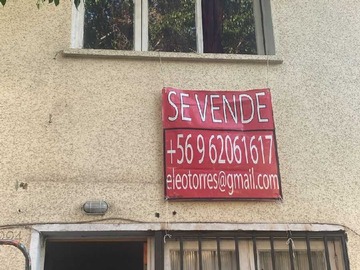 SE VENDE
+56 9 62061617
eleotorres@gmail.com